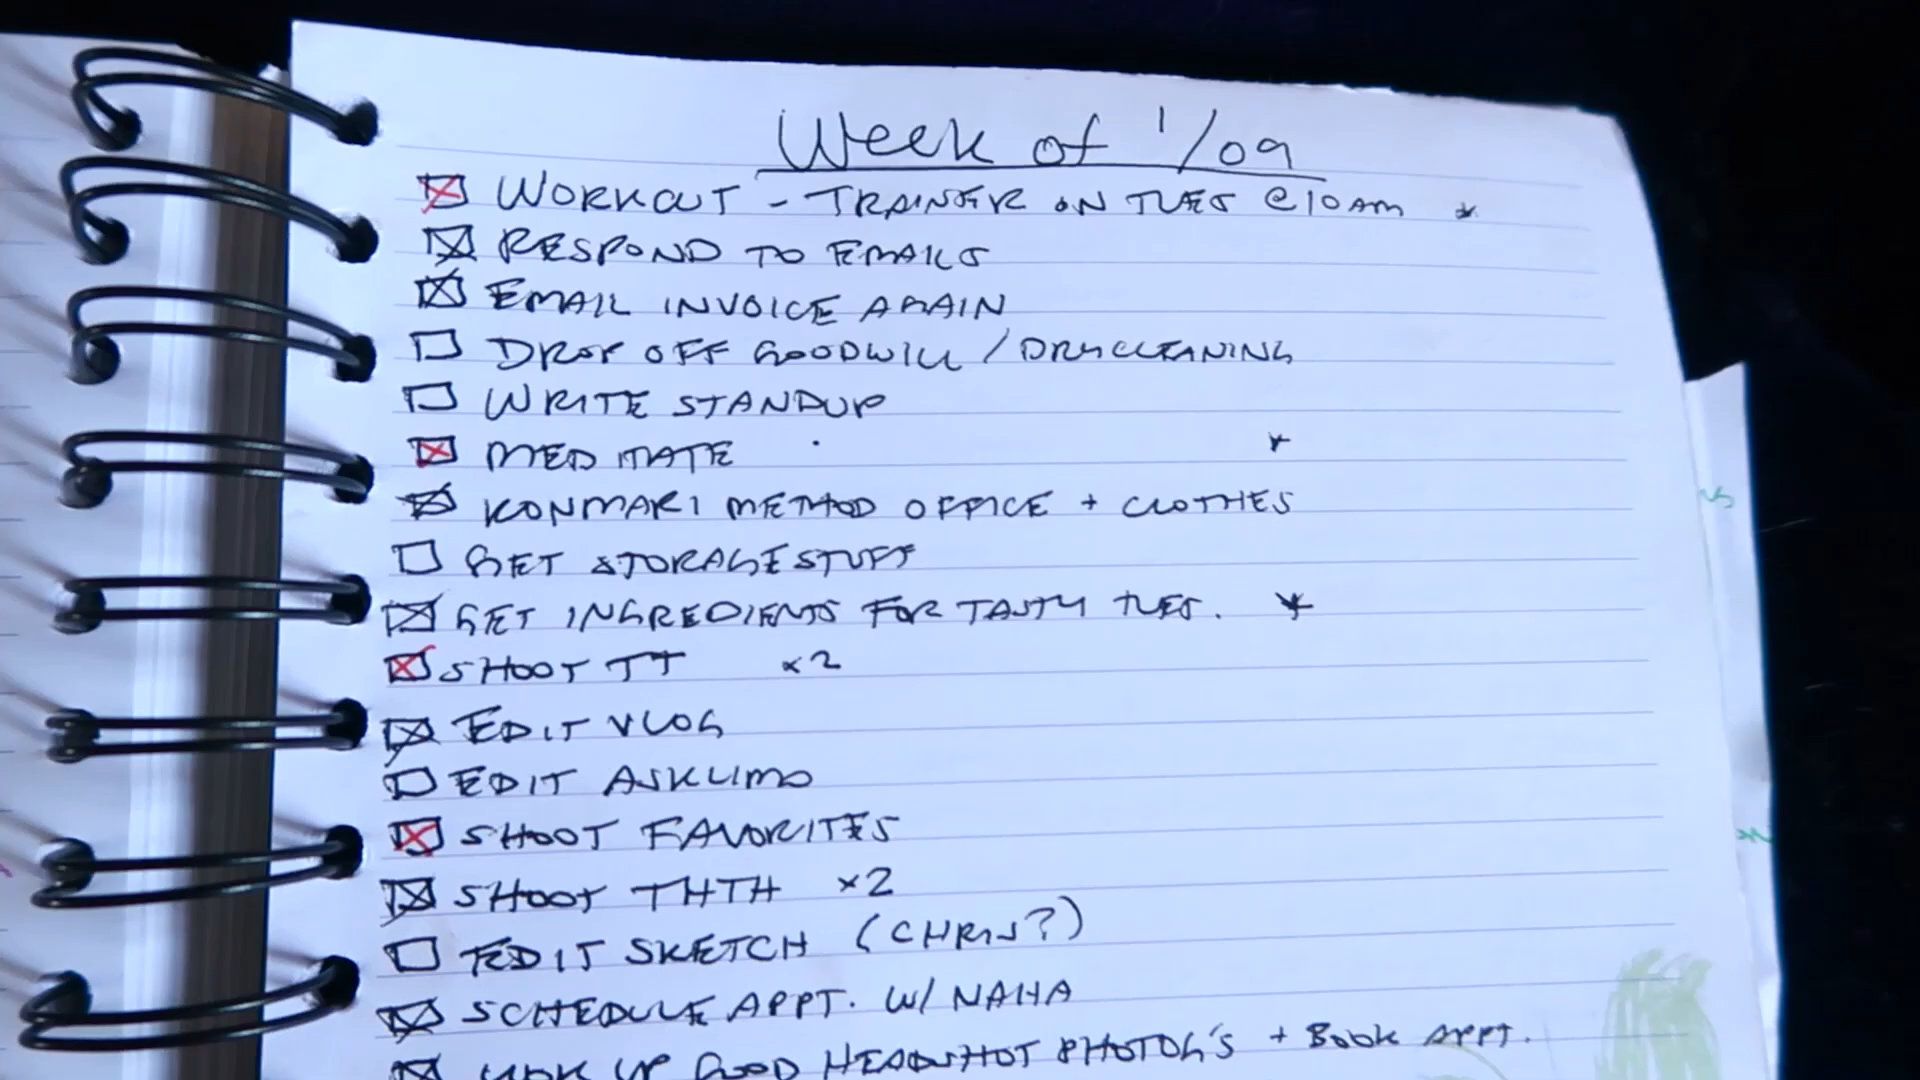 Week of 1/09
WORKOUT - TRAINER ON TUES @ 10AM *
RESPOND TO EMAILS
EMAIL INVOICE AGAIN
DROP OFF GOODWILL / DRYCLEANING
WRITE STANDUP
MEDITATE *
KONMARI METHOD OFFICE + CLOTHES
GET STORAGE STUFF
GET INGREDIENTS FOR TASTY TUES. *
SHOOT TT x2
EDIT VLOG
EDIT ASKLIMO
SHOOT FAVORITES
SHOOT THTH x2
EDIT SKETCH (CHRIS?)
SCHEDULE APPT. W/ NAHA
UP GOOD HEADSHOT PHOTOG'S + BOOK APPT.